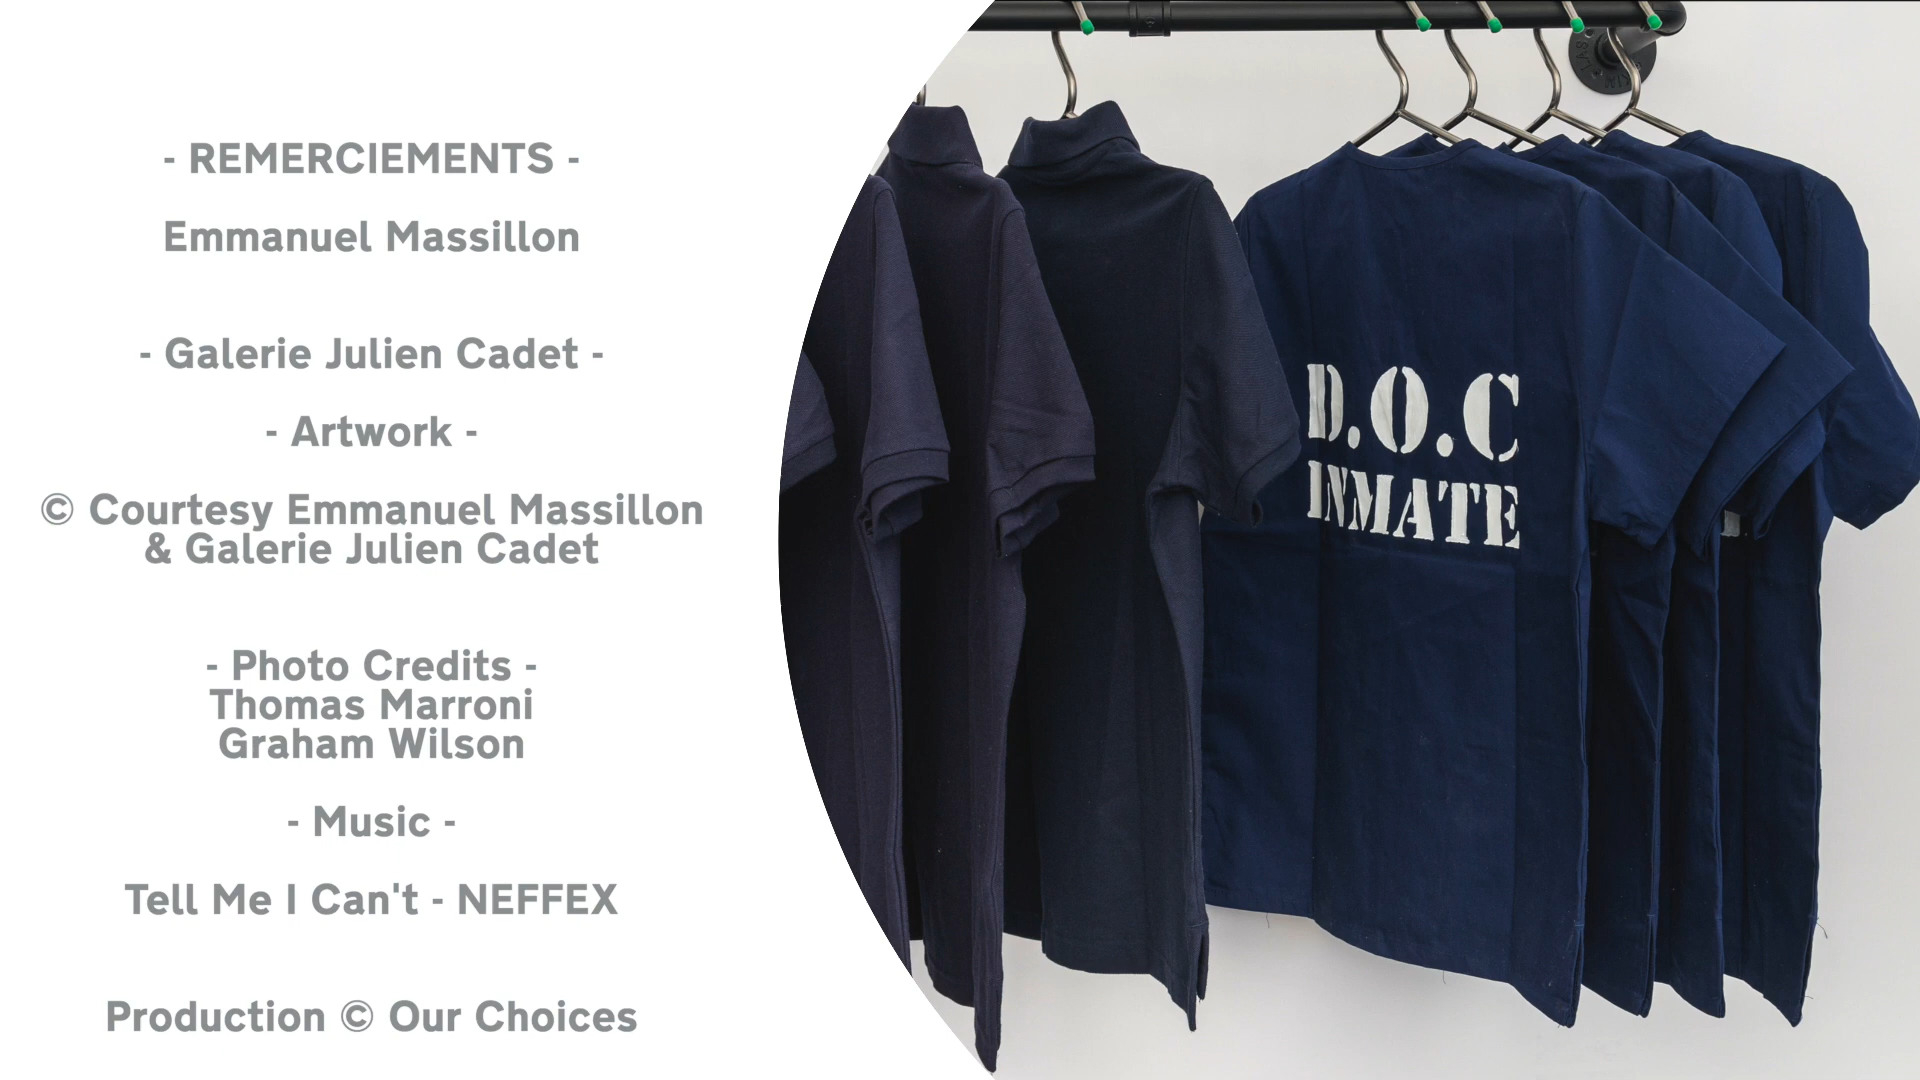 - REMERCIEMENTS -
Emmanuel Massillon
- Galerie Julien Cadet -
- Artwork -
© Courtesy Emmanuel Massillon
& Galerie Julien Cadet
- Photo Credits -
Thomas Marroni
Graham Wilson
- Music -
Tell Me I Can't - NEFFEX
Production © Our Choices
D.O.C
INMATE